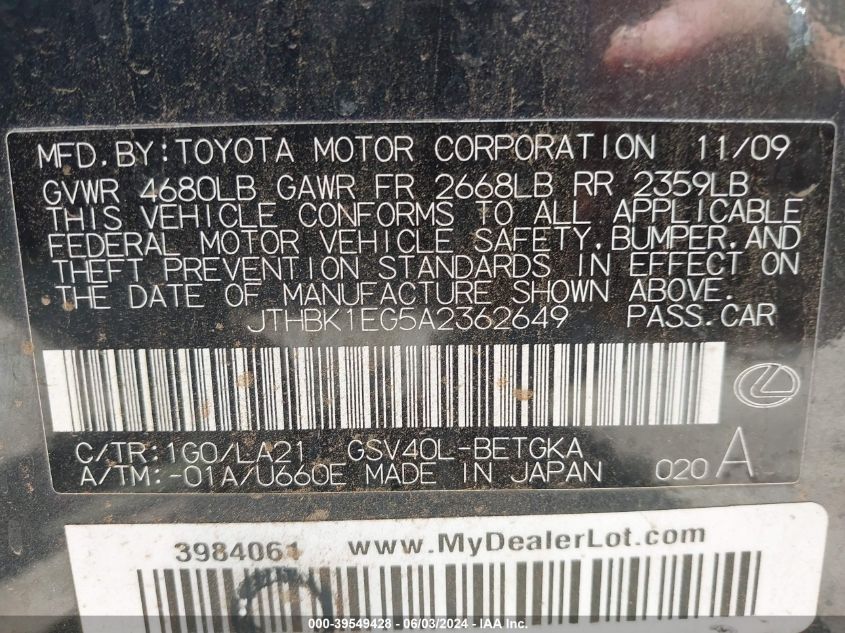 MFD.BY:TOYOTA MOTOR CORPORATION 11/09
GVWR 4680LB GAWR FR 2668LB RR 2359LB
THIS VEHICLE CONFORMS TO ALL APPLICABLE
FEDERAL MOTOR VEHICLE SAFETY,BUMPER,AND
THEFT PREVENTION STANDARDS IN EFFECT ON
THE DATE OF MANUFACTURE SHOWN ABOVE.
JTHBK1EG5A2362649 PASS.CAR
C/TR:1G0/LA21 GSV40L-BETGKA
A/TM:-01A/U660E MADE IN JAPAN 020 A
3984061 www.MyDealerLot.com
000-39549428 - 06/03/2024 - IAA Inc.